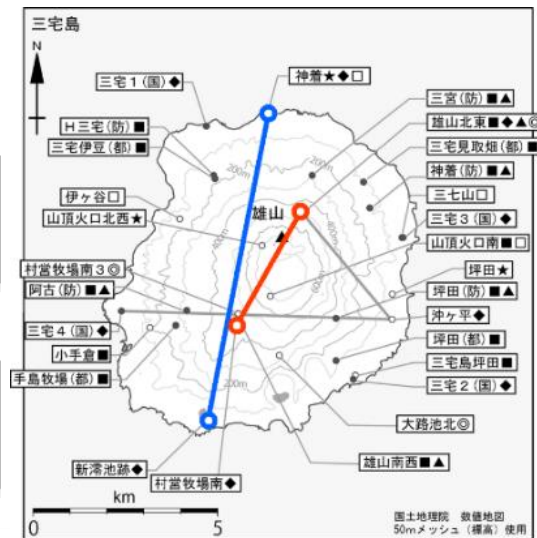 三宅島
N
神着★◆□
三宅1(国)◆
三宮(防)■▲
H三宅(防)■
雄山北東■◆▲◎
三宅伊豆(都)■
三宅見取畑(都)■
神着(防)■▲
伊ヶ谷□
三七山□
山頂火口北西★
雄山
三宅3(国)◆
山頂火口南■□
村営牧場南3◎
坪田★
阿古(防)■▲
坪田(防)■▲
三宅4(国)◆
沖ヶ平◆
小手倉■
坪田(都)■
手島牧場(都)■
三宅島坪田■
三宅2(国)◆
大路池北◎
新澪池跡◆
雄山南西■▲
村営牧場南◆
200m
200m
400m
400m
600m
200m
km
0
5
国土地理院 数値地図
50mメッシュ(標高)使用